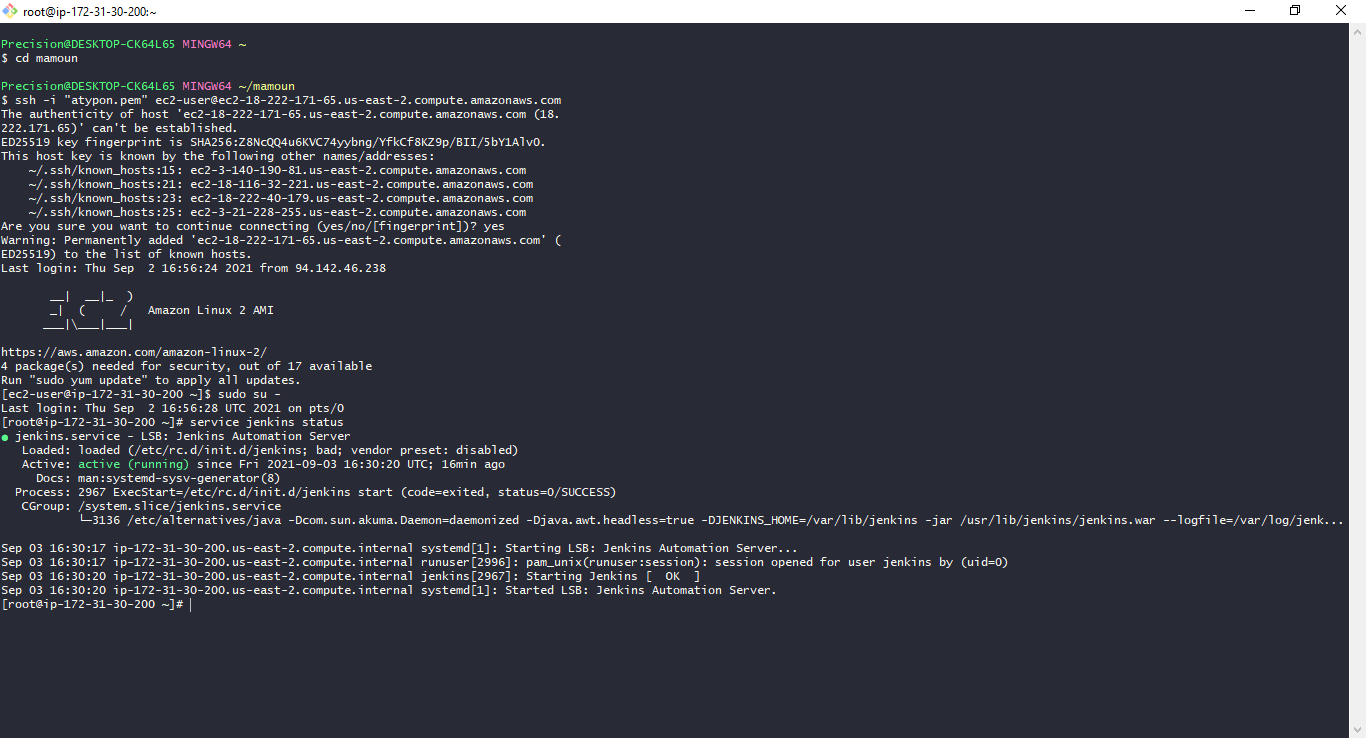 root@ip-172-31-30-200:~
Precision@DESKTOP-CK64L65 MINGW64 ~
$ cd mamoun
Precision@DESKTOP-CK64L65 MINGW64 ~/mamoun
$ ssh -i "atypon.pem" ec2-user@ec2-18-222-171-65.us-east-2.compute.amazonaws.com
The authenticity of host 'ec2-18-222-171-65.us-east-2.compute.amazonaws.com (18.
222.171.65)' can't be established.
ED25519 key fingerprint is SHA256:Z8NcQQ4u6KVC74yybng/YfkCf8KZ9p/BII/5bY1AlvO.
This host key is known by the following other names/addresses:
    ~/.ssh/known_hosts:15: ec2-3-140-190-81.us-east-2.compute.amazonaws.com
    ~/.ssh/known_hosts:21: ec2-18-116-32-221.us-east-2.compute.amazonaws.com
    ~/.ssh/known_hosts:23: ec2-18-222-40-179.us-east-2.compute.amazonaws.com
    ~/.ssh/known_hosts:25: ec2-3-21-228-255.us-east-2.compute.amazonaws.com
Are you sure you want to continue connecting (yes/no/[fingerprint])? yes
Warning: Permanently added 'ec2-18-222-171-65.us-east-2.compute.amazonaws.com' (
ED25519) to the list of known hosts.
Last login: Thu Sep  2 16:56:24 2021 from 94.142.46.238
       __|  __|_  )
       _|  (     /   Amazon Linux 2 AMI
      ___|\___|___|
https://aws.amazon.com/amazon-linux-2/
4 package(s) needed for security, out of 17 available
Run "sudo yum update" to apply all updates.
[ec2-user@ip-172-31-30-200 ~]$ sudo su -
Last login: Thu Sep  2 16:56:28 UTC 2021 on pts/0
[root@ip-172-31-30-200 ~]# service jenkins status
● jenkins.service - LSB: Jenkins Automation Server
   Loaded: loaded (/etc/rc.d/init.d/jenkins; bad; vendor preset: disabled)
   Active: active (running) since Fri 2021-09-03 16:30:20 UTC; 16min ago
     Docs: man:systemd-sysv-generator(8)
  Process: 2967 ExecStart=/etc/rc.d/init.d/jenkins start (code=exited, status=0/SUCCESS)
   CGroup: /system.slice/jenkins.service
           └─3136 /etc/alternatives/java -Dcom.sun.akuma.Daemon=daemonized -Djava.awt.headless=true -DJENKINS_HOME=/var/lib/jenkins -jar /usr/lib/jenkins/jenkins.war --logfile=/var/log/jenk...
Sep 03 16:30:17 ip-172-31-30-200.us-east-2.compute.internal systemd[1]: Starting LSB: Jenkins Automation Server...
Sep 03 16:30:17 ip-172-31-30-200.us-east-2.compute.internal runuser[2996]: pam_unix(runuser:session): session opened for user jenkins by (uid=0)
Sep 03 16:30:20 ip-172-31-30-200.us-east-2.compute.internal jenkins[2967]: Starting Jenkins [  OK  ]
Sep 03 16:30:20 ip-172-31-30-200.us-east-2.compute.internal systemd[1]: Started LSB: Jenkins Automation Server.
[root@ip-172-31-30-200 ~]#